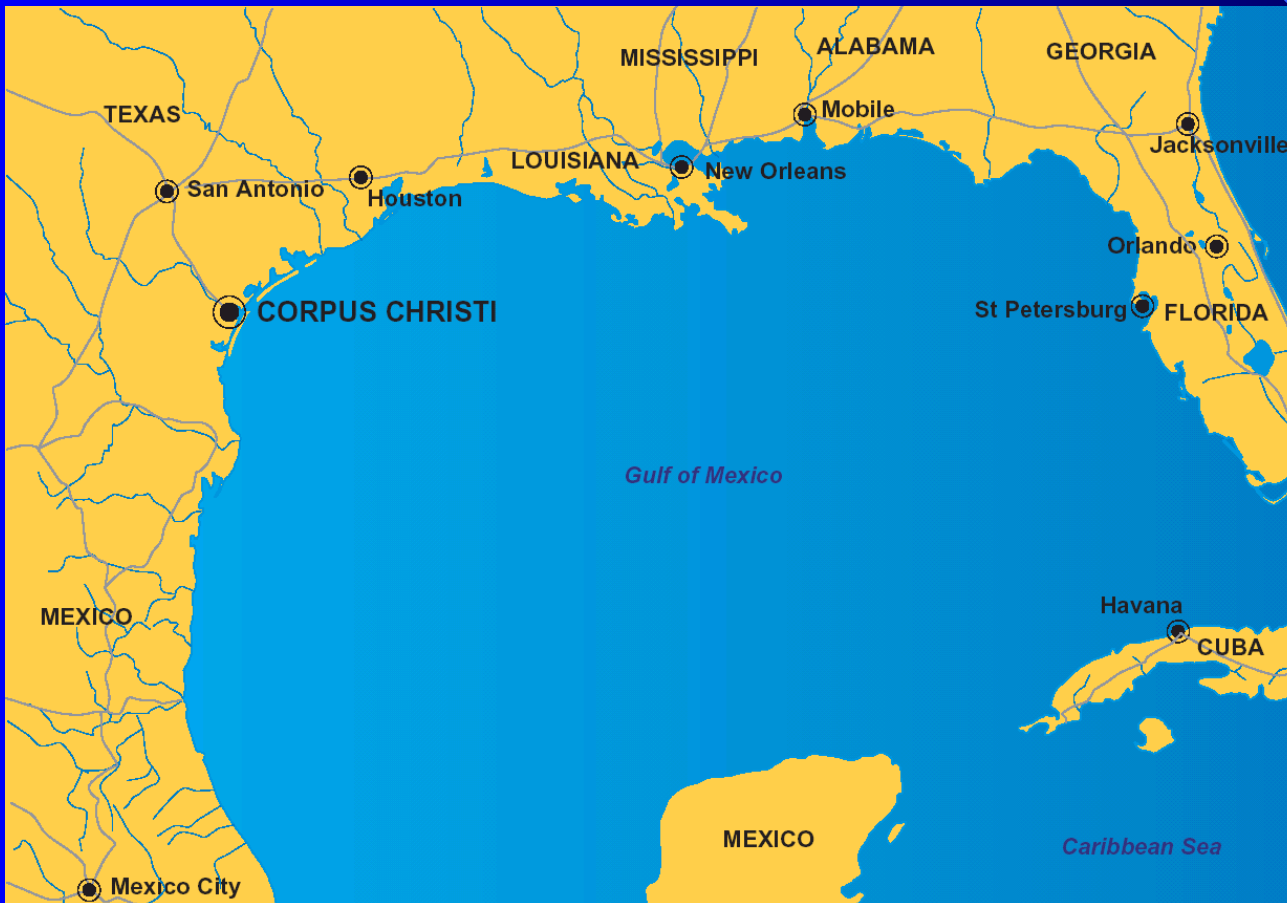 MISSISSIPPI
ALABAMA
GEORGIA
TEXAS
Mobile
Jacksonville
LOUISIANA
New Orleans
San Antonio
Houston
Orlando
CORPUS CHRISTI
St Petersburg
FLORIDA
Gulf of Mexico
Havana
MEXICO
CUBA
MEXICO
Caribbean Sea
Mexico City